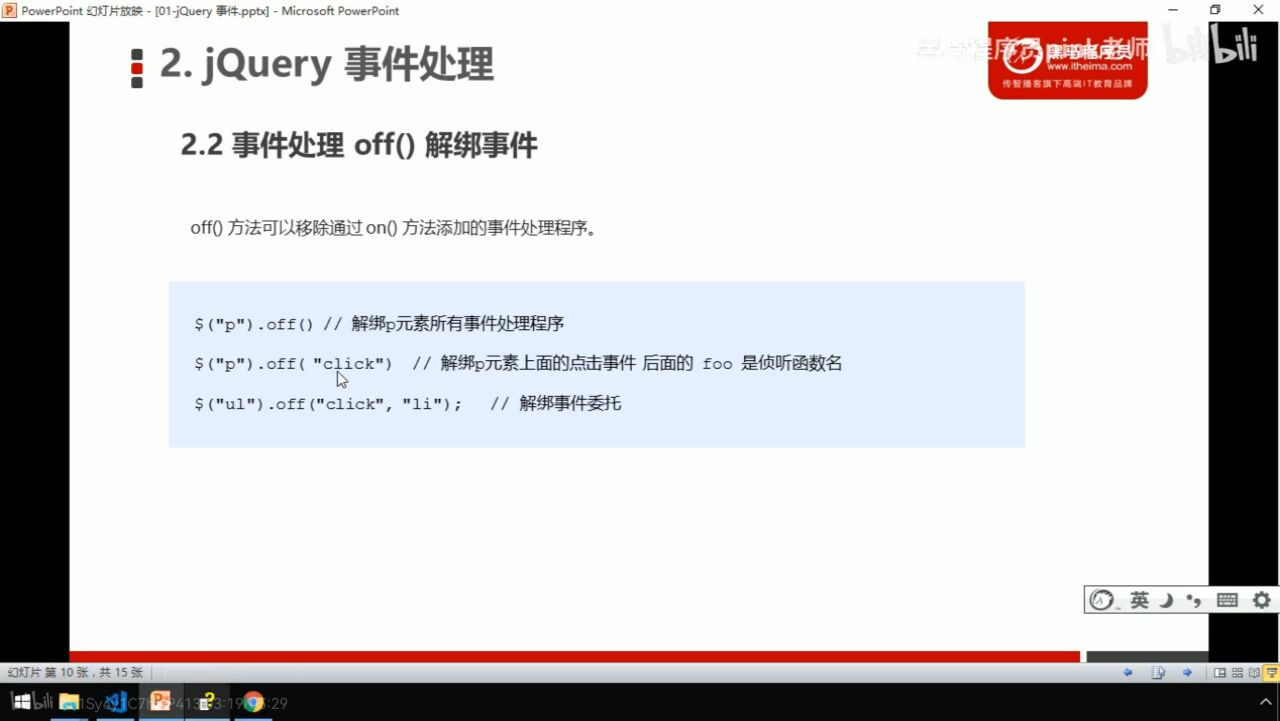 PowerPoint 幻灯片放映 - [01-jQuery 事件.pptx] - Microsoft PowerPoint
2. jQuery 事件处理
黑马程序员pink老师
bilibili
www.itheima.com
传智播客旗下高端IT教育品牌
2.2 事件处理 off() 解绑事件
off() 方法可以移除通过 on() 方法添加的事件处理程序。
$("p").off() // 解绑p元素所有事件处理程序
$("p").off( "click") // 解绑p元素上面的点击事件 后面的 foo 是侦听函数名
$("ul").off("click", "li"); // 解绑事件委托
英
幻灯片 第 10 张，共 15 张